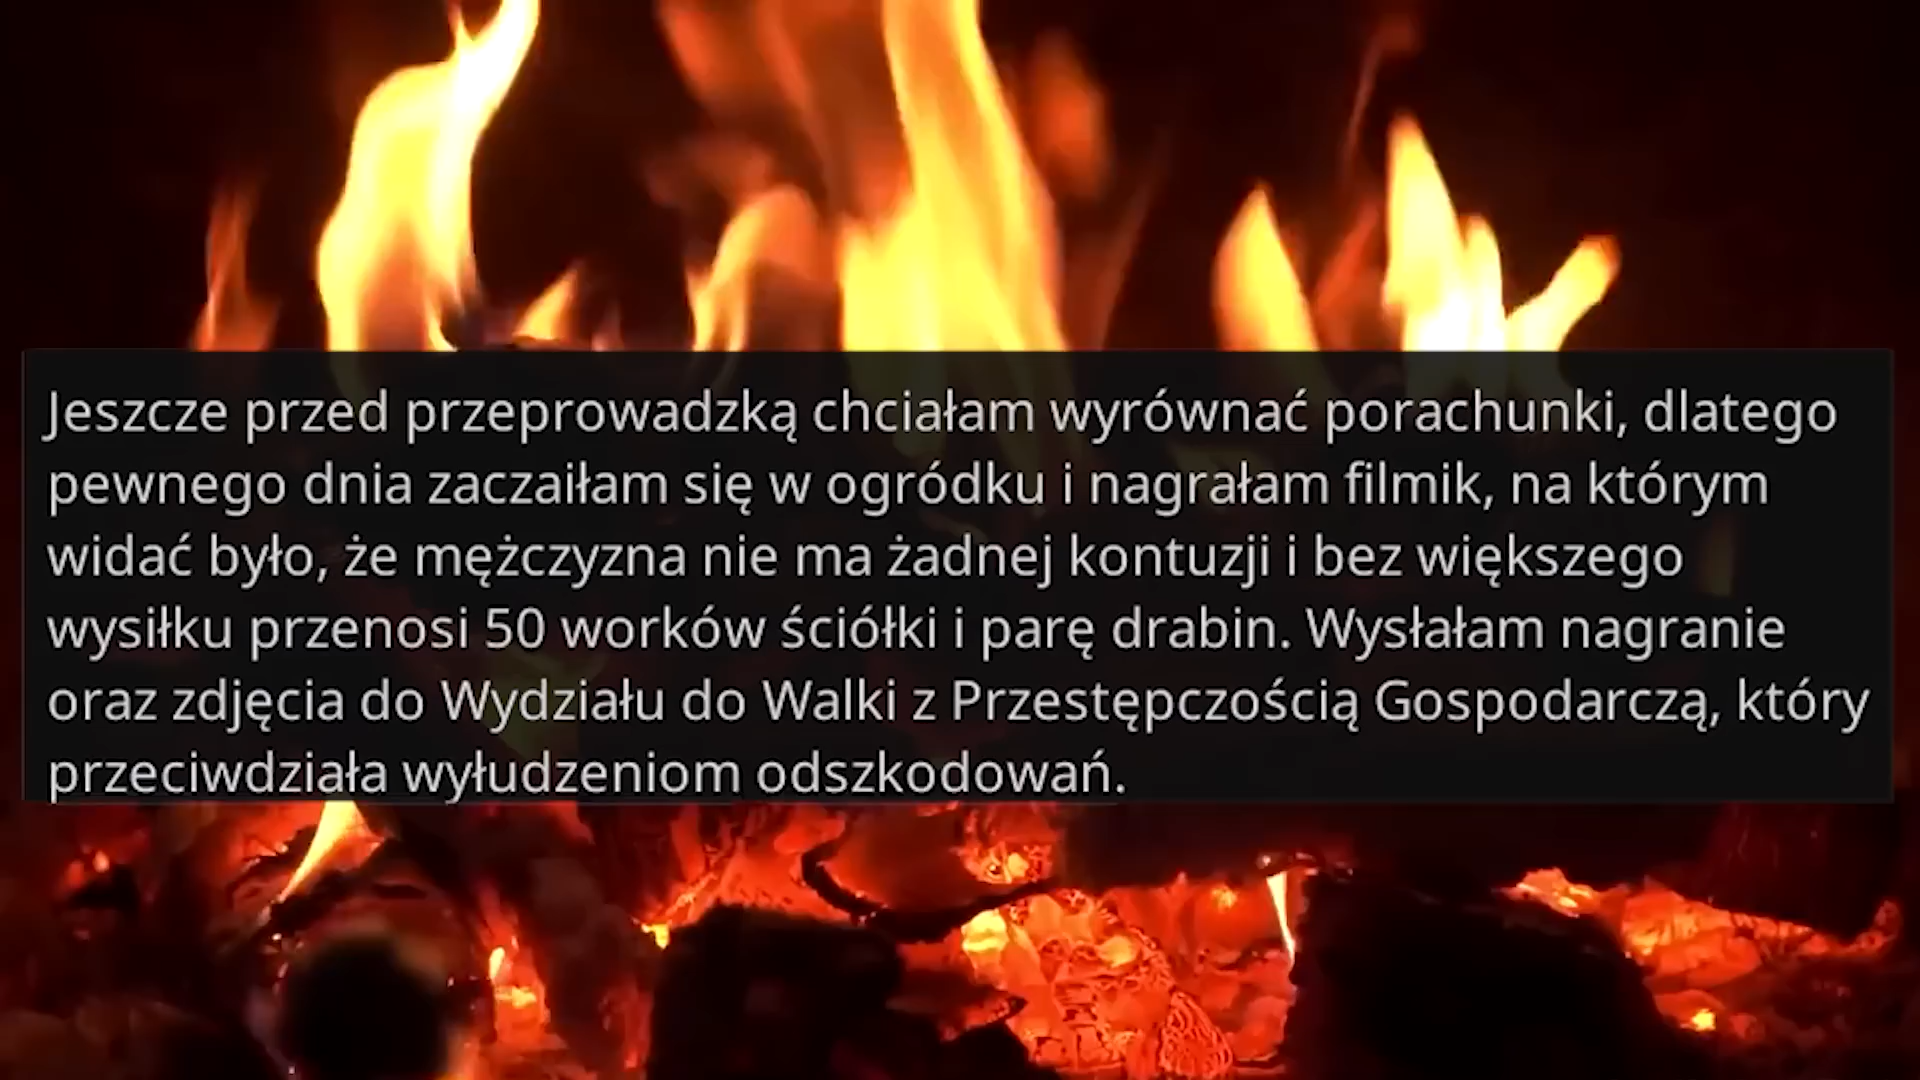 Jeszcze przed przeprowadzką chciałam wyrównać porachunki, dlatego
pewnego dnia zaczaiłam się w ogródku i nagrałam filmik, na którym
widać było, że mężczyzna nie ma żadnej kontuzji i bez większego
wysiłku przenosi 50 worków ściółki i parę drabin. Wysłałam nagranie
oraz zdjęcia do Wydziału do Walki z Przestępczością Gospodarczą, który
przeciwdziała wyłudzeniom odszkodowań.